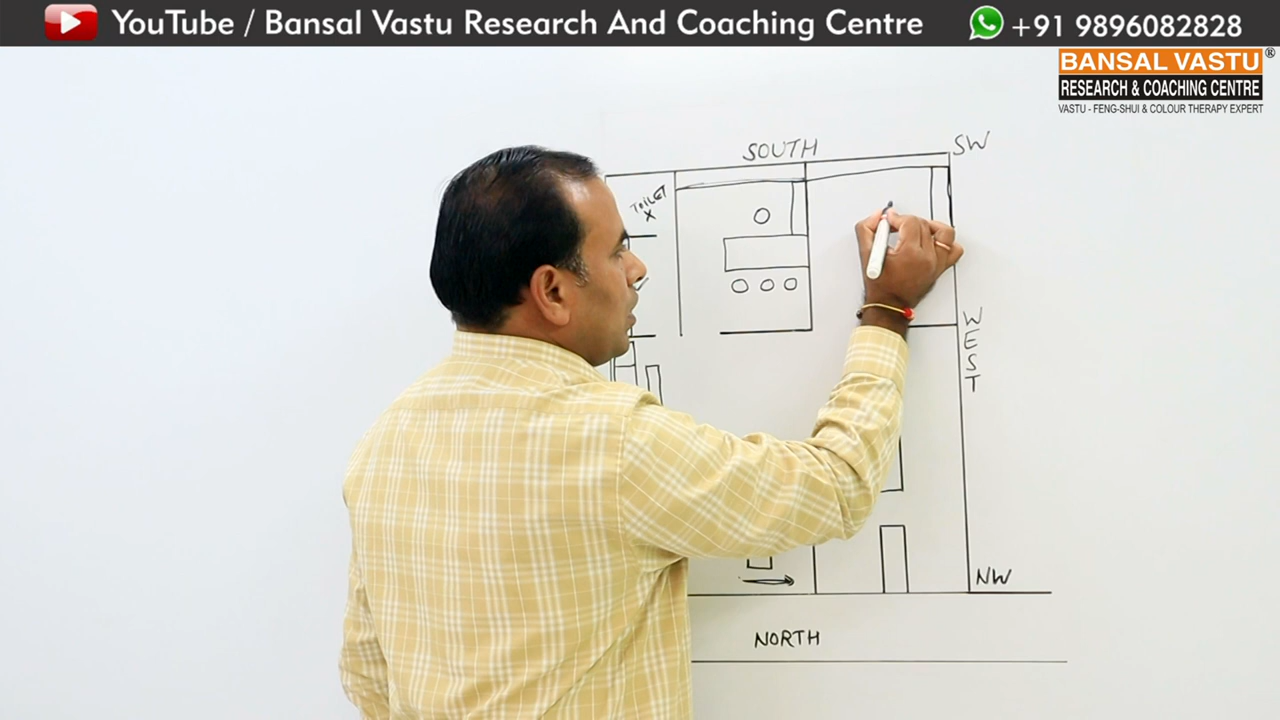 YouTube / Bansal Vastu Research And Coaching Centre
+91 9896082828
BANSAL VASTU®
RESEARCH & COACHING CENTRE
VASTU - FENG-SHUI & COLOUR THERAPY EXPERT
SOUTH
SW
TOILET
X
WEST
NW
NORTH